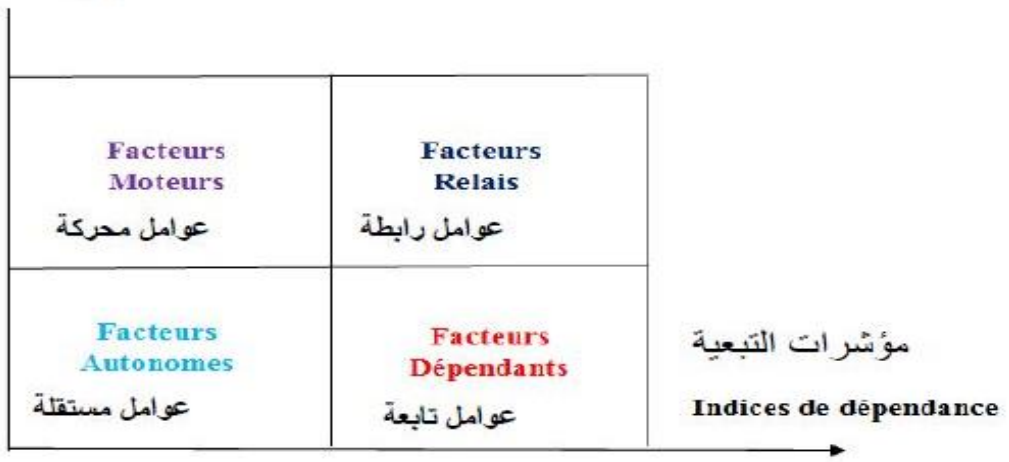 Facteurs
Moteurs
عوامل محركة
Facteurs
Relais
عوامل رابطة
Facteurs
Autonomes
عوامل مستقلة
Facteurs
Dépendants
عوامل تابعة
مؤشرات التبعية
Indices de dépendance